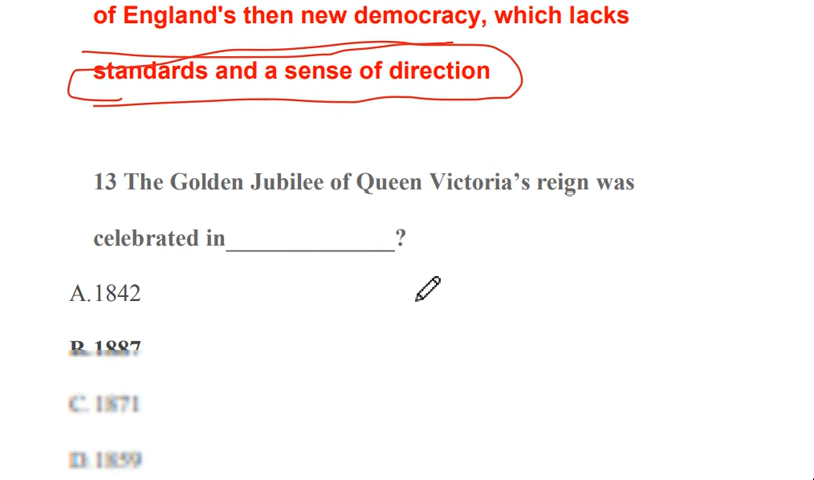 of England's then new democracy, which lacks
standards and a sense of direction
13 The Golden Jubilee of Queen Victoria’s reign was
celebrated in______________?
A.1842
B. 1887
C. 1871
D. 1859